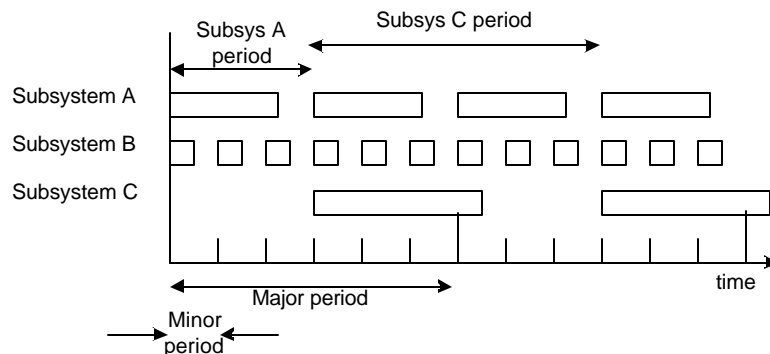 Subsys A
period
Subsys C period
Subsystem A
Subsystem B
Subsystem C
time
Major period
Minor
period